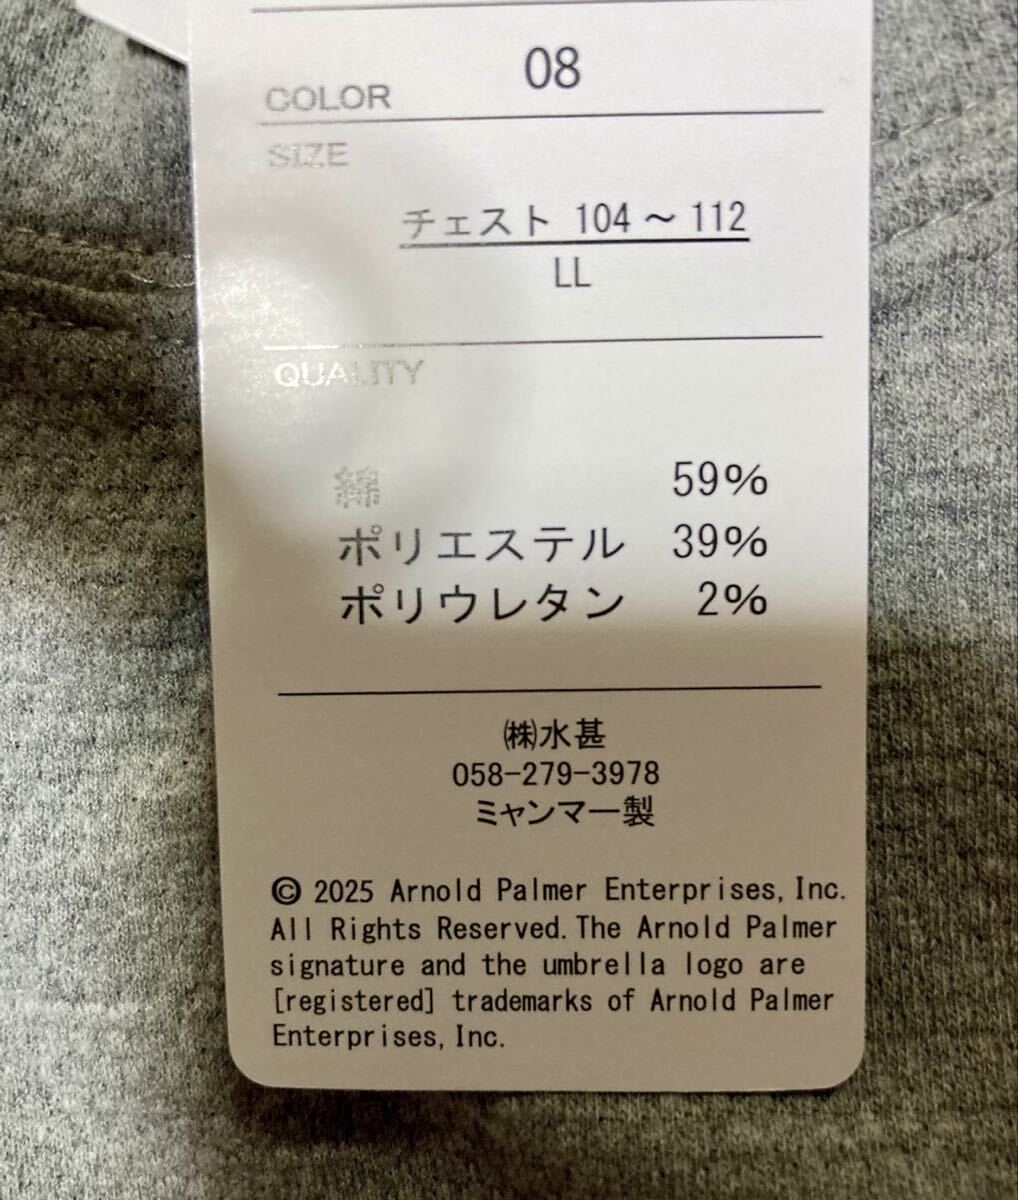 COLOR 08
SIZE
チェスト 104 ～ 112
LL
QUALITY
綿 59%
ポリエステル 39%
ポリウレタン 2%
㈱水甚
058-279-3978
ミャンマー製
© 2025 Arnold Palmer Enterprises, Inc.
All Rights Reserved. The Arnold Palmer
signature and the umbrella logo are
[registered] trademarks of Arnold Palmer
Enterprises, Inc.